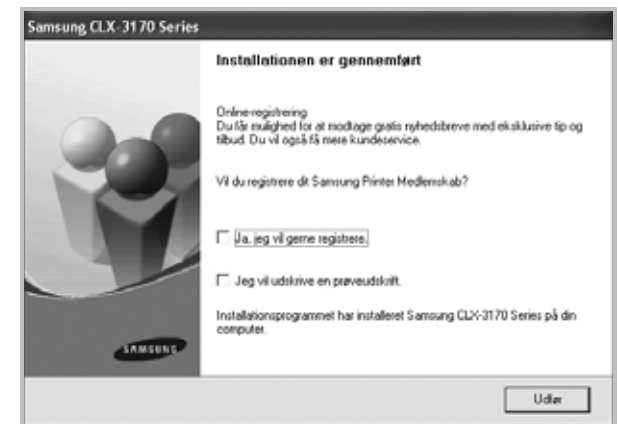 Samsung CLX-3170 Series
Installationen er gennemført
Online-registrering
Du får mulighed for at modtage gratis nyhedsbreve med eksklusive tip og
tilbud. Du vil også få mere kundeservice.
Vil du registrere dit Samsung Printer Medlemskab?
Ja, jeg vil gerne registrere.
Jeg vil udskrive en prøveudskrift.
Installationsprogrammet har installeret Samsung CLX-3170 Series på din
computer.
SAMSUNG
Udfør